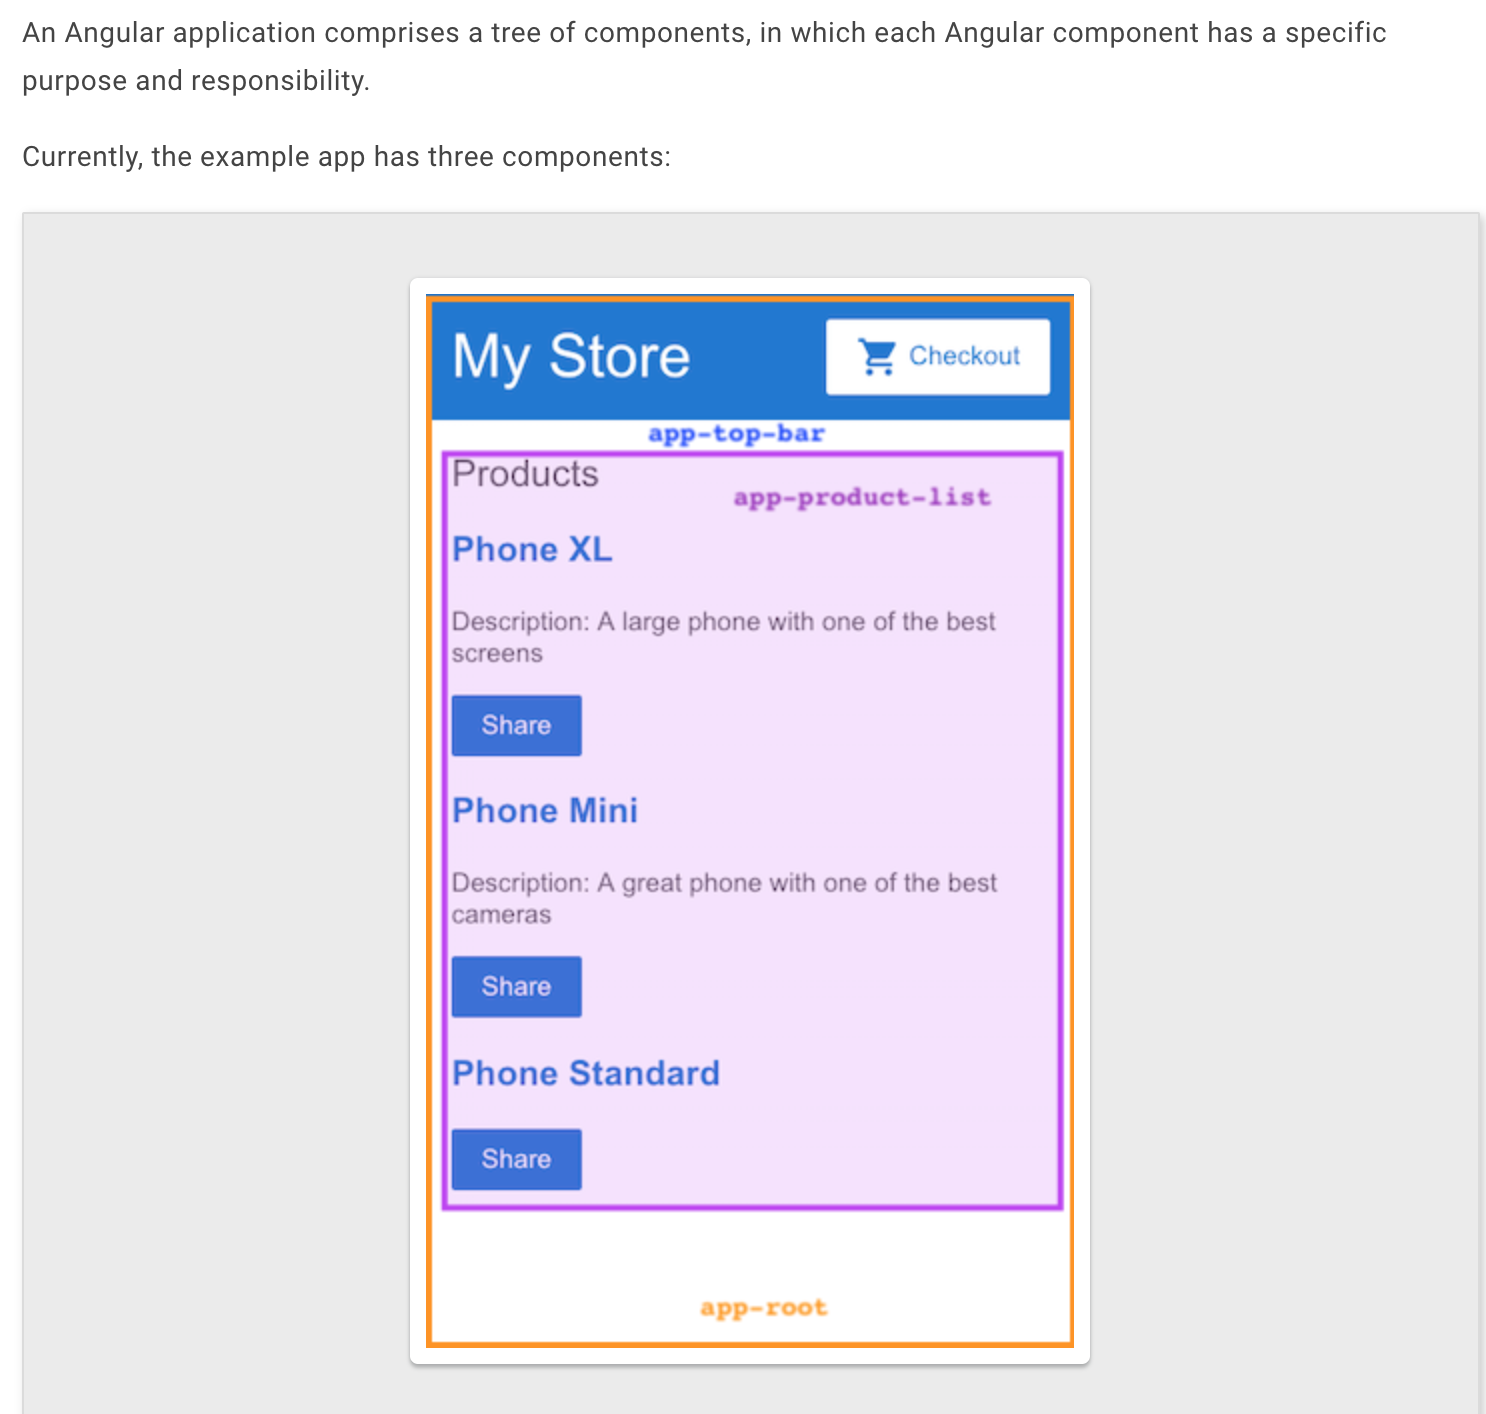 An Angular application comprises a tree of components, in which each Angular component has a specific
purpose and responsibility.
Currently, the example app has three components:
My Store
Checkout
app-top-bar
Products
app-product-list
Phone XL
Description: A large phone with one of the best
screens
Share
Phone Mini
Description: A great phone with one of the best
cameras
Share
Phone Standard
Share
app-root